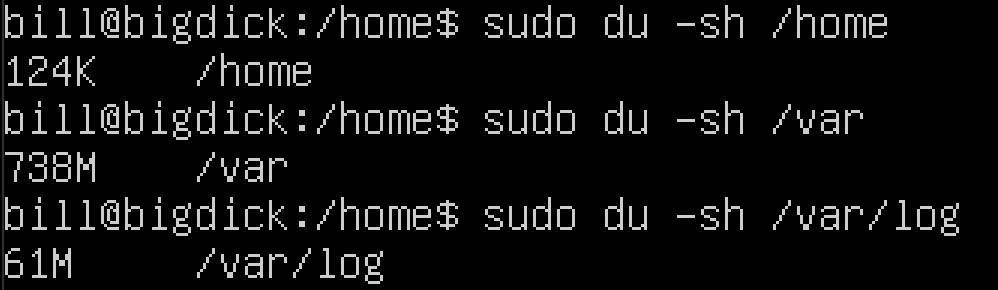 bill@bigdick:/home$ sudo du -sh /home
124K /home
bill@bigdick:/home$ sudo du -sh /var
738M /var
bill@bigdick:/home$ sudo du -sh /var/log
61M /var/log